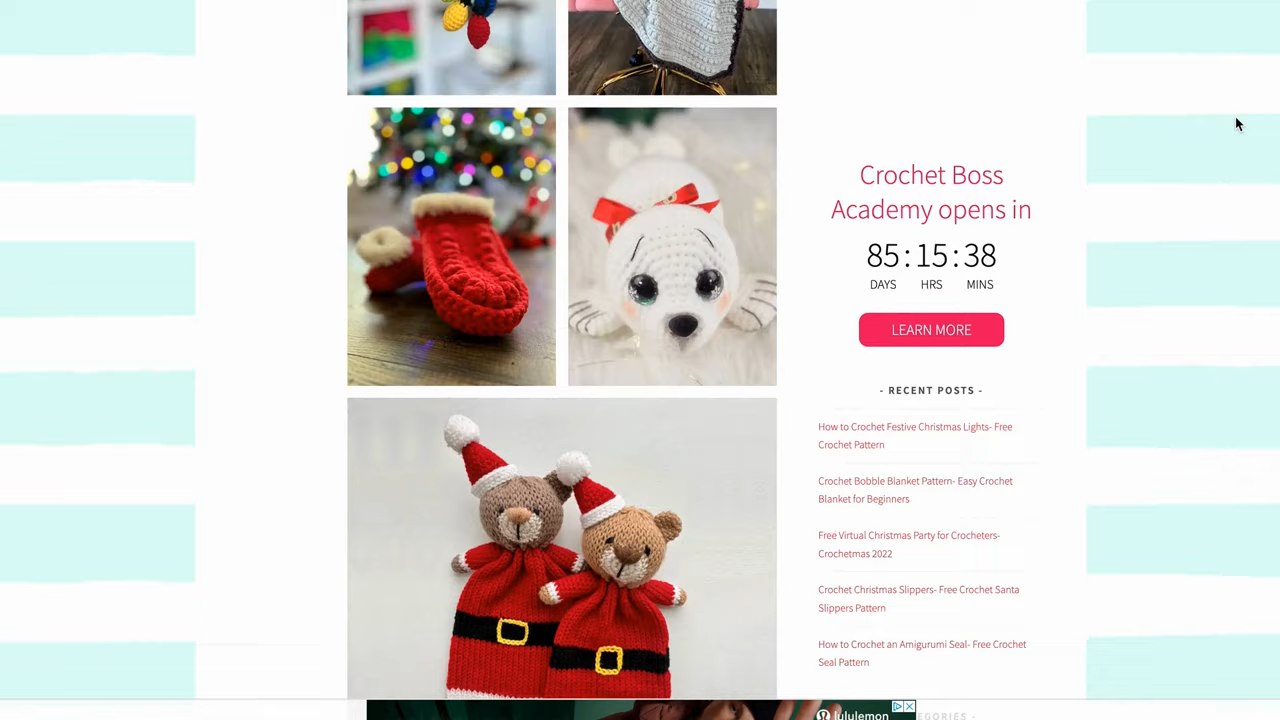 Crochet Boss
Academy opens in
85:15:38
DAYS HRS MINS
LEARN MORE
- RECENT POSTS -
How to Crochet Festive Christmas Lights- Free
Crochet Pattern
Crochet Bobble Blanket Pattern- Easy Crochet
Blanket for Beginners
Free Virtual Christmas Party for Crocheters-
Crochetmas 2022
Crochet Christmas Slippers- Free Crochet Santa
Slippers Pattern
How to Crochet an Amigurumi Seal- Free Crochet
Seal Pattern
lululemon
EGORIES -